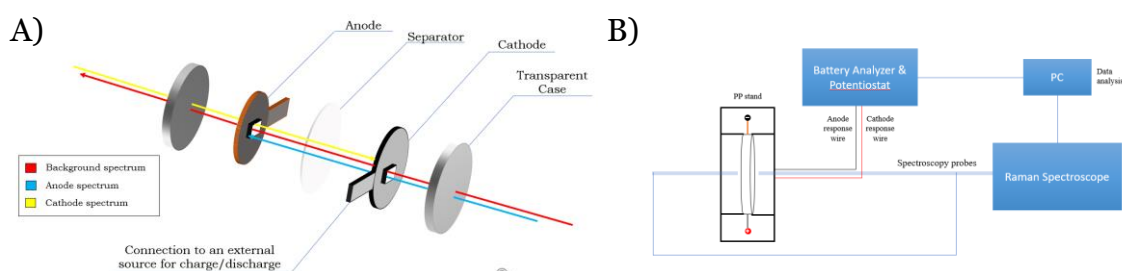 A)
Anode
Separator
Cathode
Transparent
Case
Background spectrum
Anode spectrum
Cathode spectrum
Connection to an external
source for charge/discharge
B)
Battery Analyzer &
Potentiostat
PC
Data
analysis
PP stand
Anode
response
wire
Cathode
response
wire
Spectroscopy probes
Raman Spectroscope